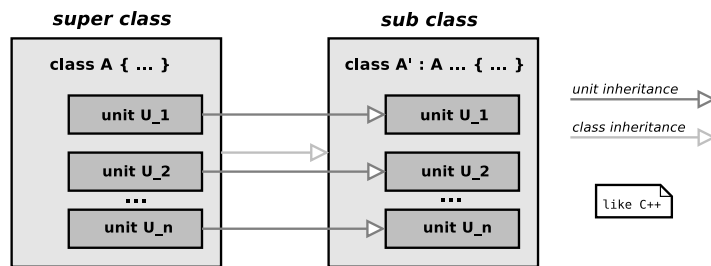 super class
sub class
class A { ... }
class A' : A ... { ... }
unit U_1
unit U_1
unit inheritance
class inheritance
unit U_2
unit U_2
...
...
like C++
unit U_n
unit U_n